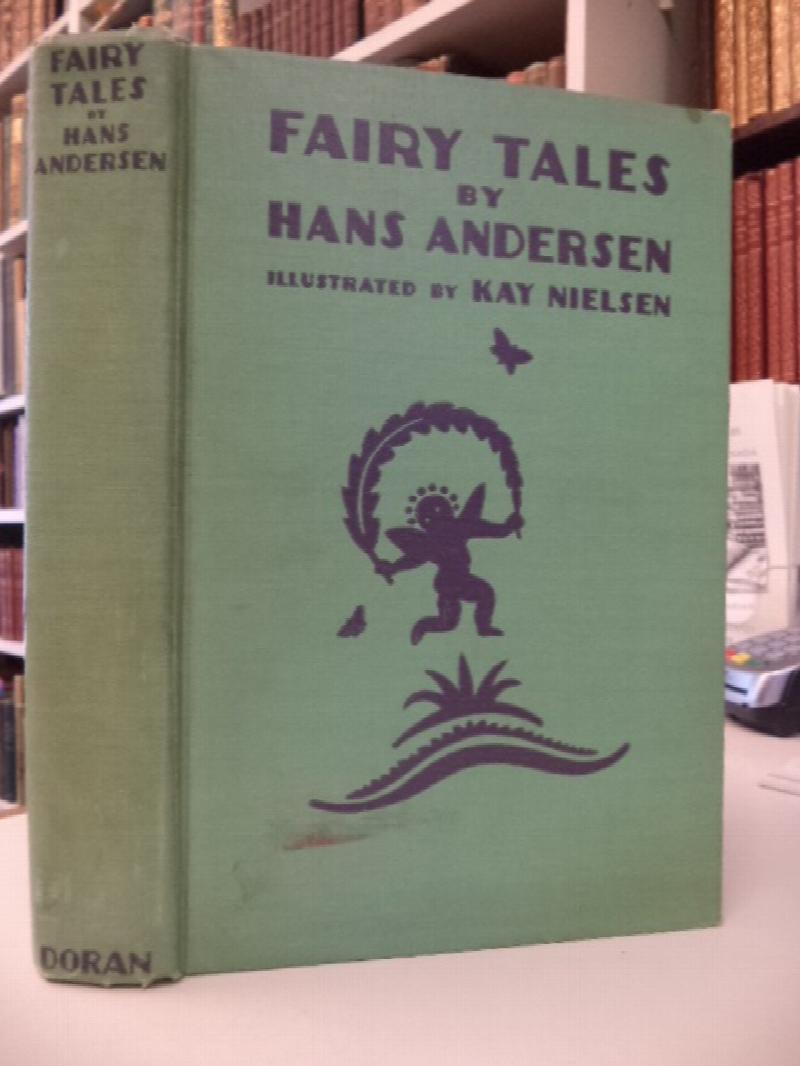 FAIRY
TALES
BY
HANS
ANDERSEN
DORAN
FAIRY TALES
BY
HANS ANDERSEN
ILLUSTRATED BY KAY NIELSEN